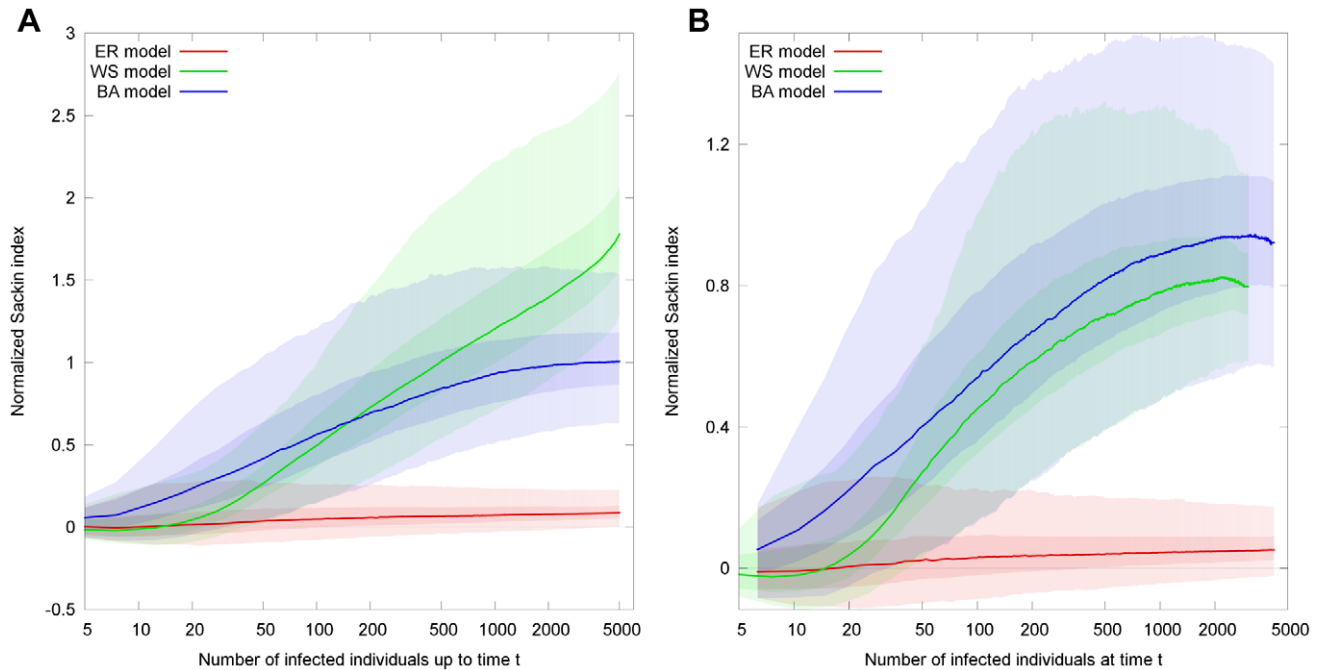 A
ER model
WS model
BA model
Normalized Sackin index
3
2.5
2
1.5
1
0.5
0
-0.5
5 10 20 50 100 200 500 1000 2000 5000
Number of infected individuals up to time t
B
ER model
WS model
BA model
Normalized Sackin index
1.2
0.8
0.4
0
5 10 20 50 100 200 500 1000 2000 5000
Number of infected individuals at time t